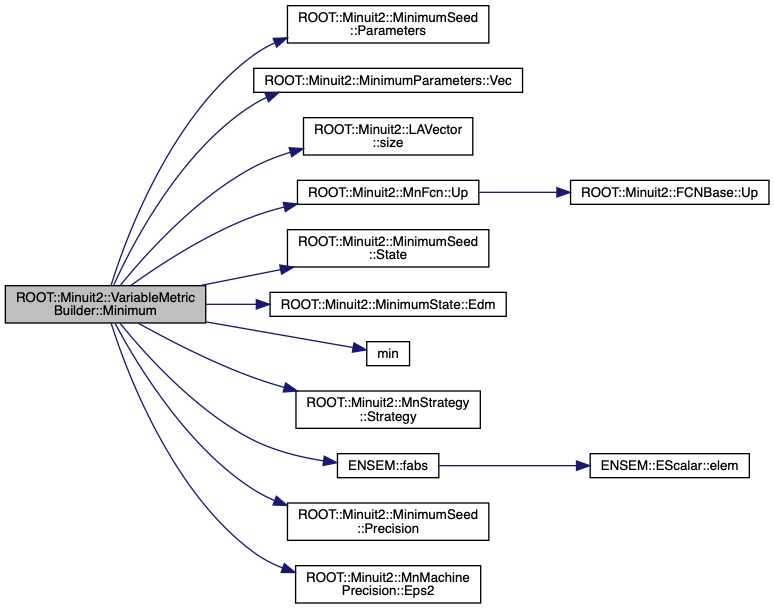 ROOT::Minuit2::MinimumSeed
::Parameters
ROOT::Minuit2::MinimumParameters::Vec
ROOT::Minuit2::LAVector
::size
ROOT::Minuit2::MnFcn::Up
ROOT::Minuit2::FCNBase::Up
ROOT::Minuit2::MinimumSeed
::State
ROOT::Minuit2::VariableMetric
Builder::Minimum
ROOT::Minuit2::MinimumState::Edm
min
ROOT::Minuit2::MnStrategy
::Strategy
ENSEM::fabs
ENSEM::EScalar::elem
ROOT::Minuit2::MinimumSeed
::Precision
ROOT::Minuit2::MnMachine
Precision::Eps2